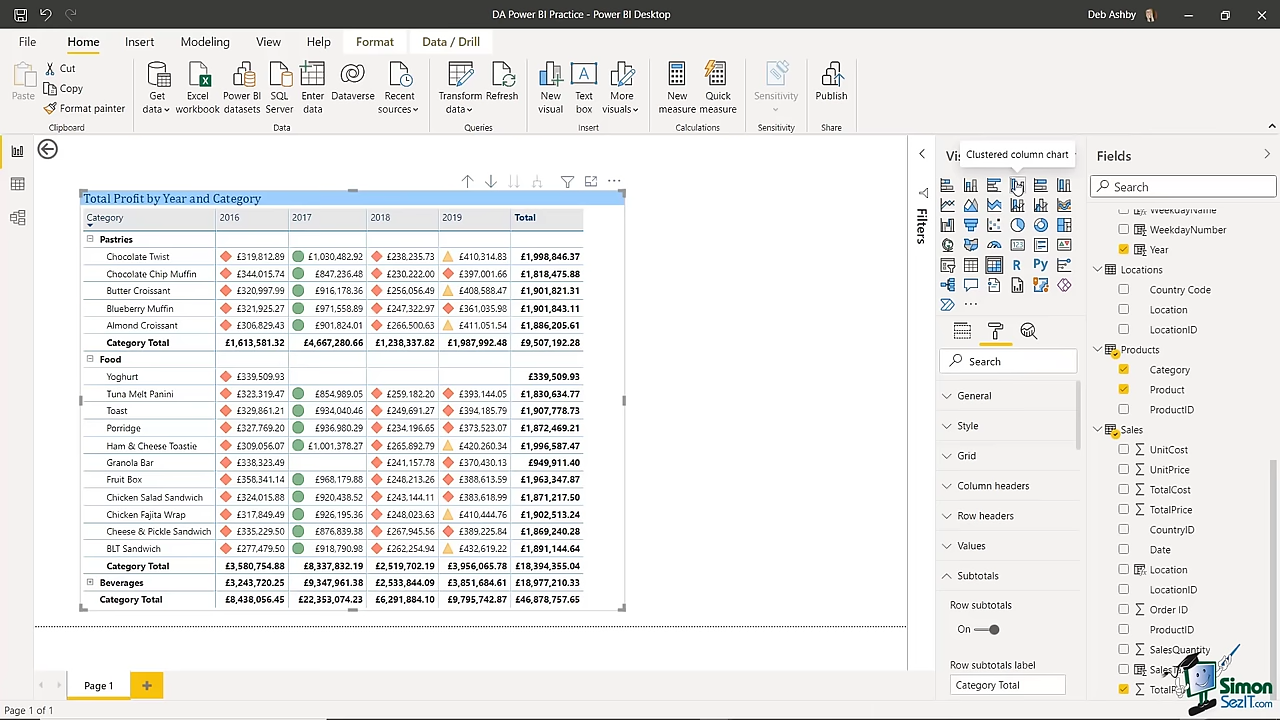 DA Power BI Practice - Power BI Desktop
Deb Ashby
File Home Insert Modeling View Help Format Data / Drill
Paste
Cut
Copy
Format painter
Get data
Excel workbook
Power BI datasets
SQL Server
Enter data
Dataverse
Recent sources
Transform data
Refresh
New visual
Text box
More visuals
New measure
Quick measure
Sensitivity
Publish
Clipboard Data Queries Insert Calculations Sensitivity Share
Total Profit by Year and Category
Category 2016 2017 2018 2019 Total
Pastries
Chocolate Twist £319,812.89 £1,030,482.92 £238,235.73 £410,314.83 £1,998,846.37
Chocolate Chip Muffin £344,015.74 £847,236.48 £230,222.00 £397,001.66 £1,818,475.88
Butter Croissant £320,997.99 £916,178.36 £256,056.49 £408,588.47 £1,901,821.31
Blueberry Muffin £321,925.27 £971,559.89 £247,322.97 £361,035.98 £1,901,843.11
Almond Croissant £306,829.43 £901,824.01 £266,500.63 £411,051.54 £1,886,205.61
Category Total £1,613,581.32 £4,667,280.66 £1,238,337.82 £1,987,992.48 £9,507,192.28
Food
Yoghurt £339,509.93 £339,509.93
Tuna Melt Panini £323,319.47 £854,989.05 £259,182.20 £393,144.05 £1,830,634.77
Toast £329,861.21 £934,040.46 £249,691.27 £394,185.79 £1,907,778.73
Porridge £327,769.20 £936,980.29 £234,196.65 £373,523.07 £1,872,469.21
Ham & Cheese Toastie £309,056.07 £1,001,378.27 £265,892.79 £420,260.34 £1,996,587.47
Granola Bar £338,323.49 £241,157.78 £370,430.13 £949,911.40
Fruit Box £358,341.14 £968,179.88 £248,213.26 £388,613.59 £1,963,347.87
Chicken Salad Sandwich £324,015.88 £920,438.52 £243,144.11 £383,618.99 £1,871,217.50
Chicken Fajita Wrap £317,849.49 £926,195.36 £248,023.63 £410,444.76 £1,902,513.24
Cheese & Pickle Sandwich £335,229.50 £876,839.38 £267,945.56 £389,225.84 £1,869,240.28
BLT Sandwich £277,479.50 £918,790.98 £262,254.94 £432,619.22 £1,891,144.64
Category Total £3,580,754.88 £8,337,832.19 £2,519,702.19 £3,956,065.78 £18,394,355.04
Beverages £3,243,720.25 £9,347,961.38 £2,533,844.09 £3,851,684.61 £18,977,210.33
Category Total £8,438,056.45 £22,353,074.23 £6,291,884.10 £9,795,742.87 £46,878,757.65
Filters
Vis
Clustered column chart
R Py
Search
General
Style
Grid
Column headers
Row headers
Values
Subtotals
Row subtotals
On
Row subtotals label
Category Total
Fields
Search
WeekdayName
WeekdayNumber
Year
Locations
Country Code
Location
LocationID
Products
Category
Product
ProductID
Sales
UnitCost
UnitPrice
TotalCost
TotalPrice
CountryID
Date
Location
LocationID
Order ID
ProductID
SalesQuantity
Simon
SezIT.com
Page 1
Page 1 of 1